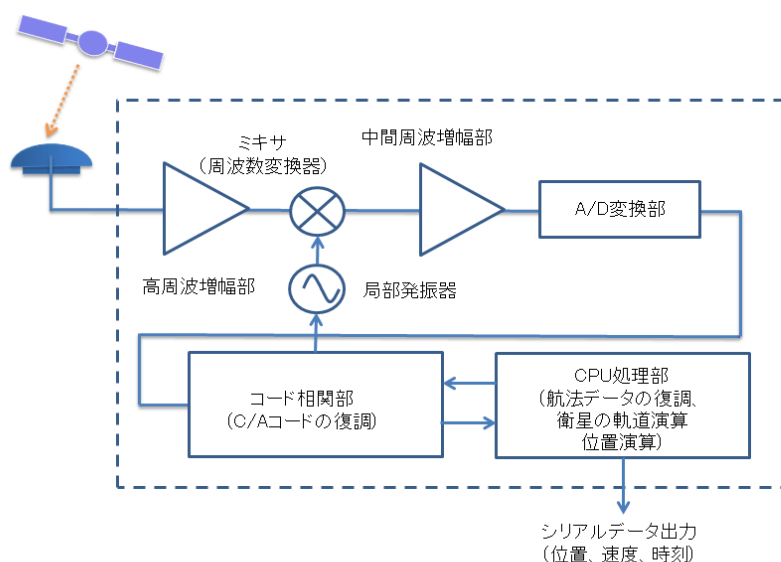 ミキサ
(周波数変換器)
中間周波増幅部
A/D変換部
高周波増幅部
局部発振器
コード相関部
(C/Aコードの復調)
CPU処理部
(航法データの復調、
衛星の軌道演算
位置演算)
シリアルデータ出力
(位置、速度、時刻)